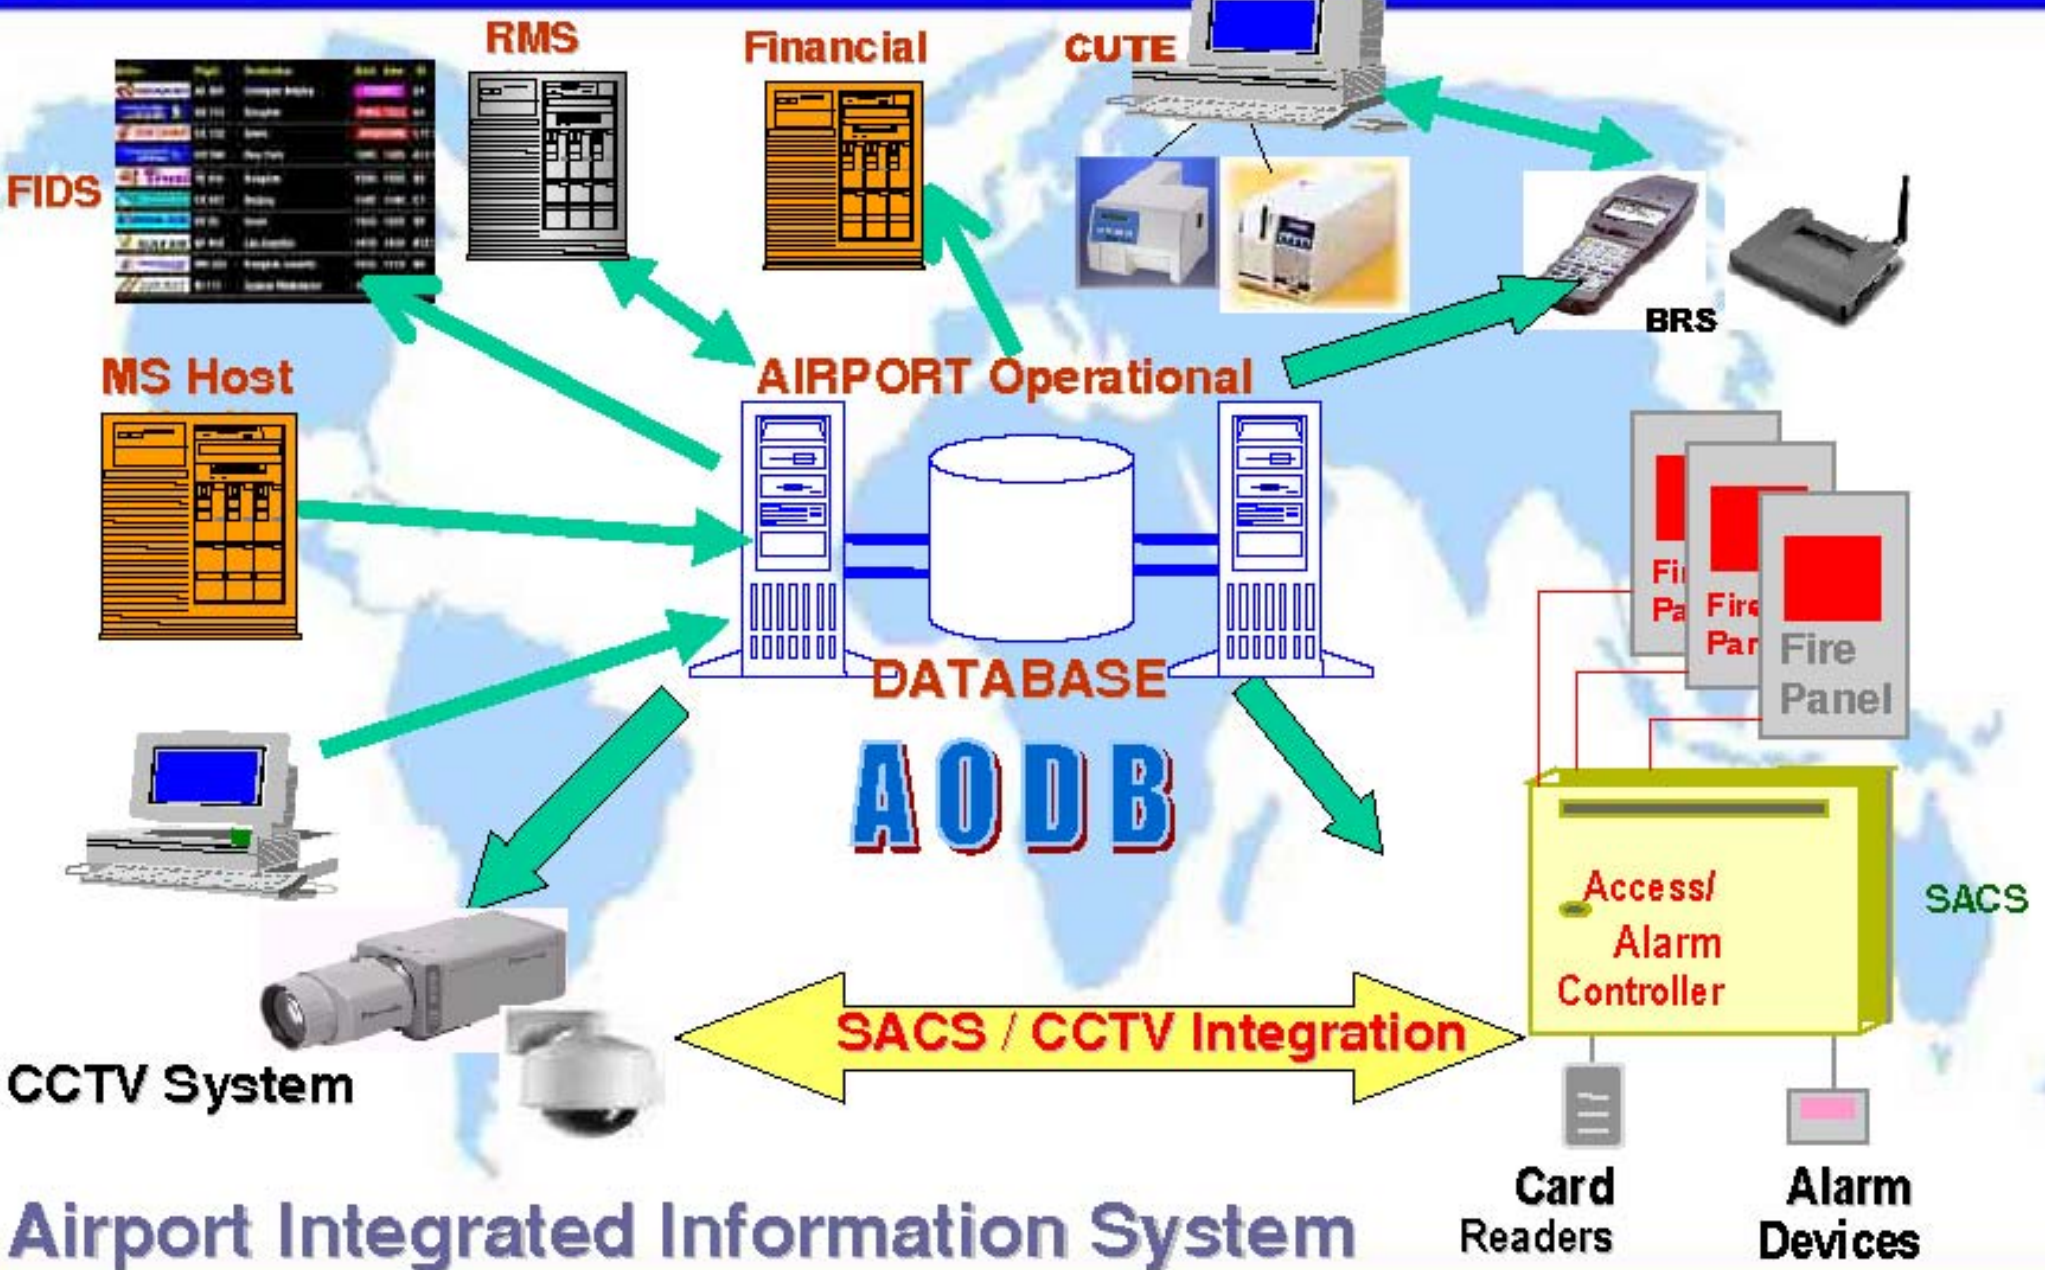 RMS
Financial
CUTE
FIDS
BRS
MS Host
AIRPORT Operational
DATABASE
AODB
Fire
Panel
Access/
Alarm
Controller
SACS
SACS / CCTV Integration
CCTV System
Card
Readers
Alarm
Devices
Airport Integrated Information System